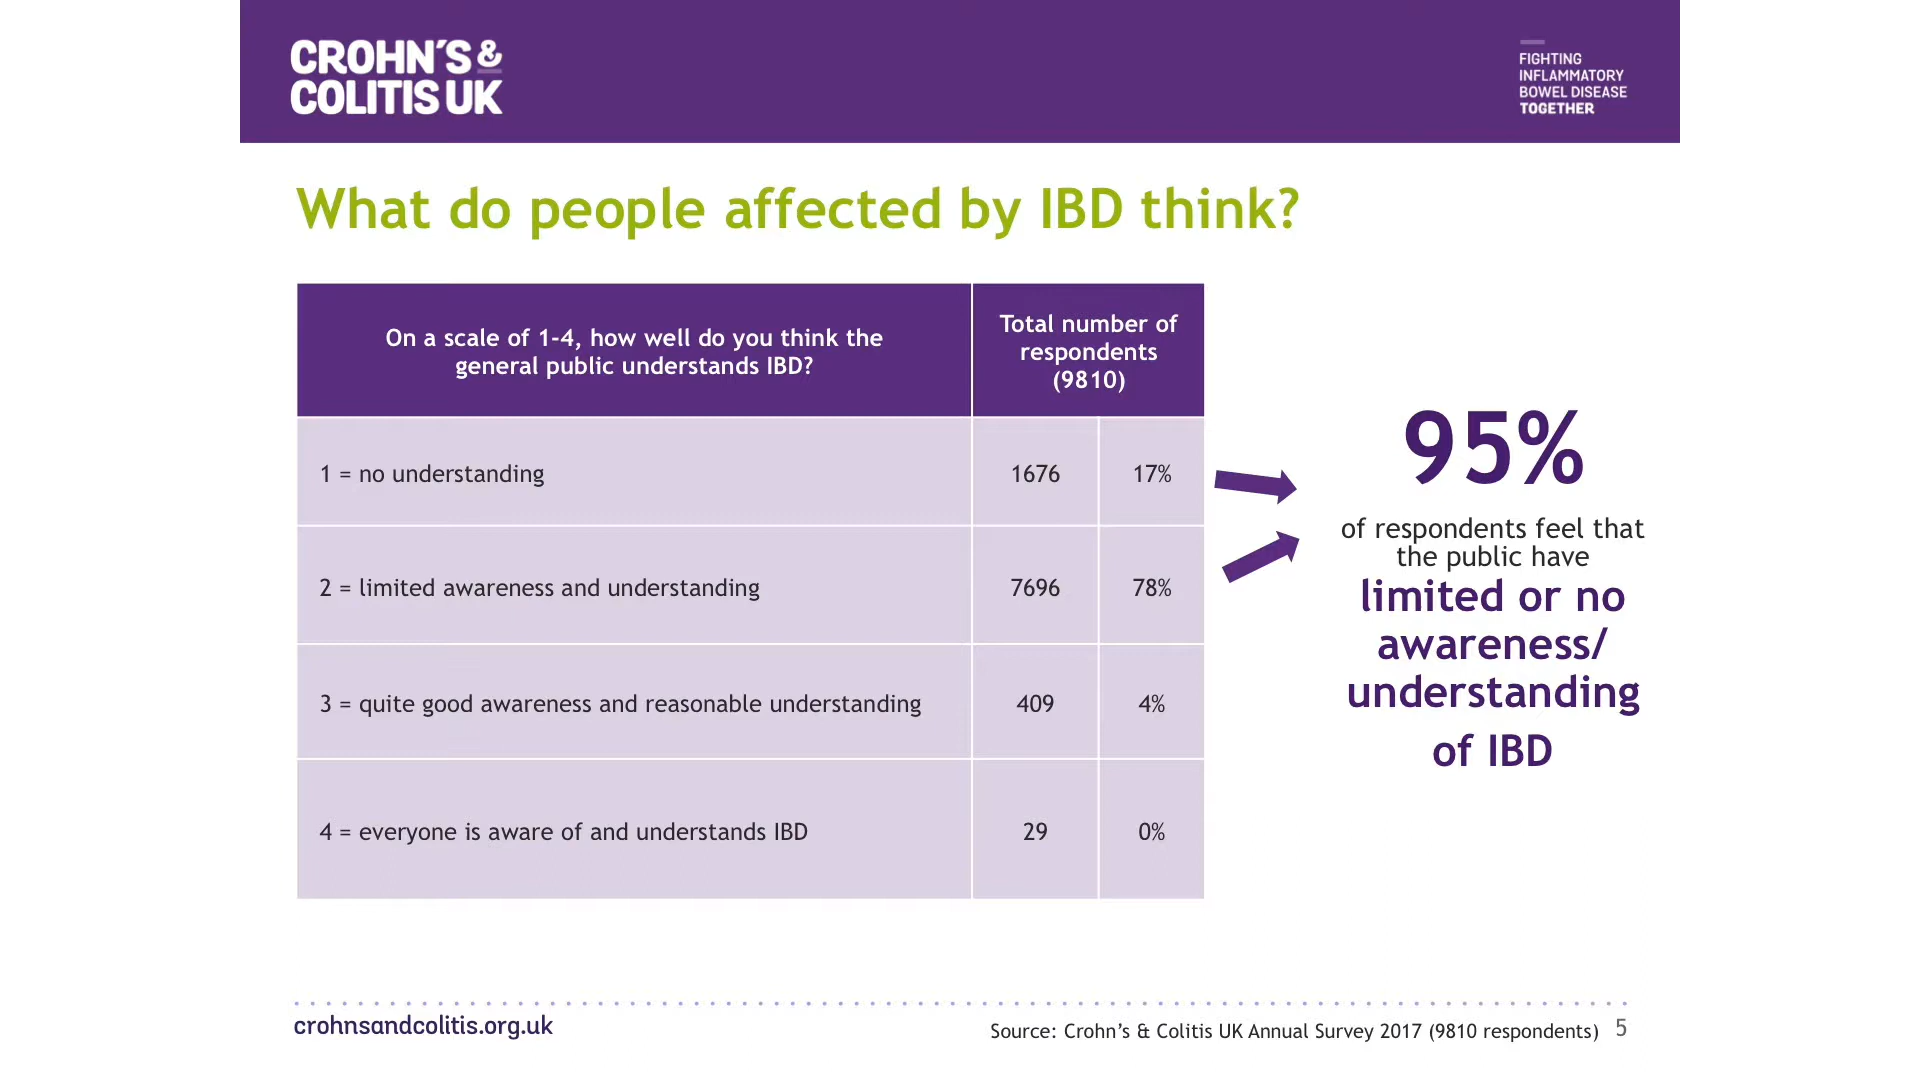 CROHN´S &
COLITIS UK
FIGHTING
INFLAMMATORY
BOWEL DISEASE
TOGETHER
What do people affected by IBD think?
On a scale of 1-4, how well do you think the
general public understands IBD?
Total number of
respondents
(9810)
1 = no understanding
1676
17%
2 = limited awareness and understanding
7696
78%
3 = quite good awareness and reasonable understanding
409
4%
4 = everyone is aware of and understands IBD
29
0%
95%
of respondents feel that
the public have
limited or no
awareness/
understanding
of IBD
crohnsandcolitis.org.uk
Source: Crohn’s & Colitis UK Annual Survey 2017 (9810 respondents)
5